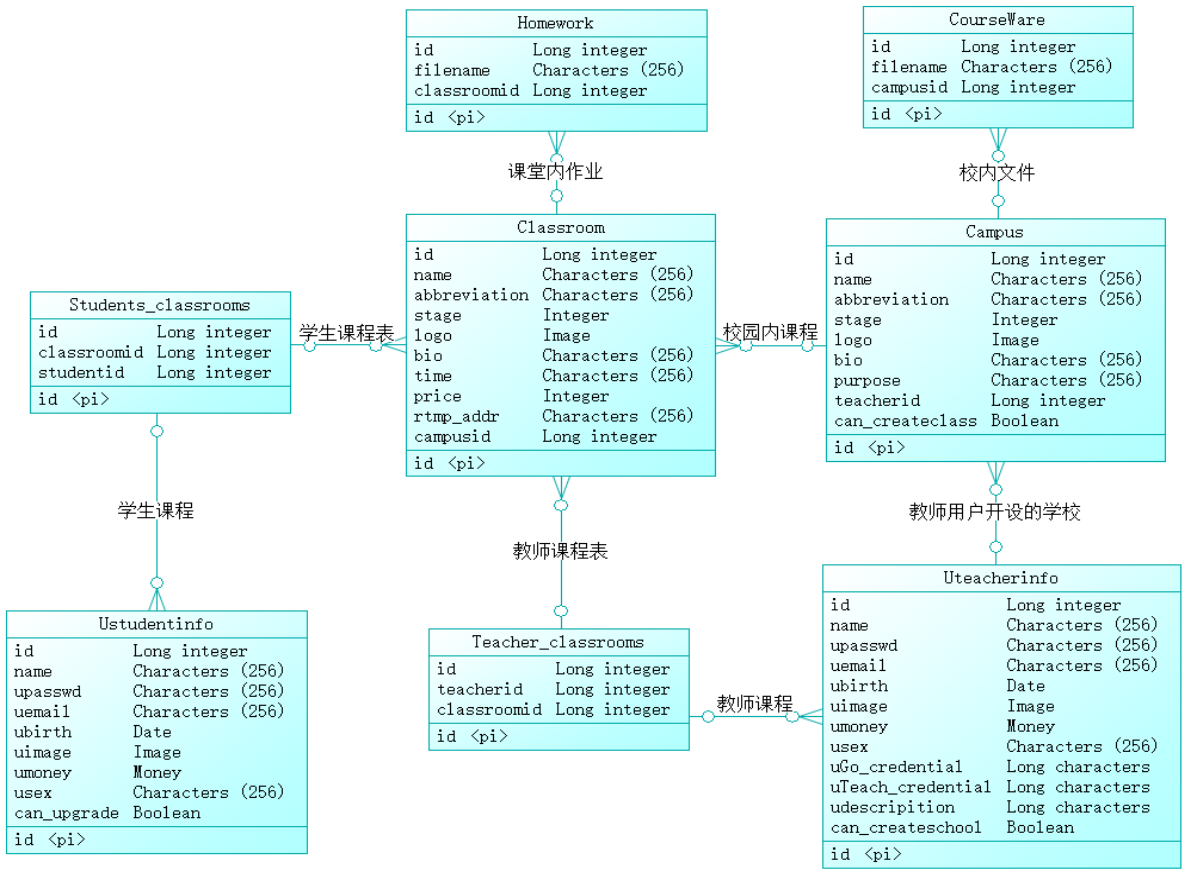 Homework
id Long integer
filename Characters (256)
classroomid Long integer
id <pi>
CourseWare
id Long integer
filename Characters (256)
campusid Long integer
id <pi>
课堂内作业
校内文件
Classroom
id Long integer
name Characters (256)
abbreviation Characters (256)
stage Integer
logo Image
bio Characters (256)
time Characters (256)
price Integer
rtmp_addr Characters (256)
campusid Long integer
id <pi>
Campus
id Long integer
name Characters (256)
abbreviation Characters (256)
stage Integer
logo Image
bio Characters (256)
purpose Characters (256)
teacherid Long integer
can_createclass Boolean
id <pi>
Students_classrooms
id Long integer
classroomid Long integer
studentid Long integer
id <pi>
学生课程表
校园内课程
学生课程
教师课程表
教师用户开设的学校
Ustudentinfo
id Long integer
name Characters (256)
upasswd Characters (256)
uemail Characters (256)
ubirth Date
uimage Image
umoney Money
usex Characters (256)
can_upgrade Boolean
id <pi>
Teacher_classrooms
id Long integer
teacherid Long integer
classroomid Long integer
id <pi>
教师课程
Uteacherinfo
id Long integer
name Characters (256)
upasswd Characters (256)
uemail Characters (256)
ubirth Date
uimage Image
umoney Money
usex Characters (256)
uGo_credential Long characters
uTeach_credential Long characters
udescripition Long characters
can_createschool Boolean
id <pi>